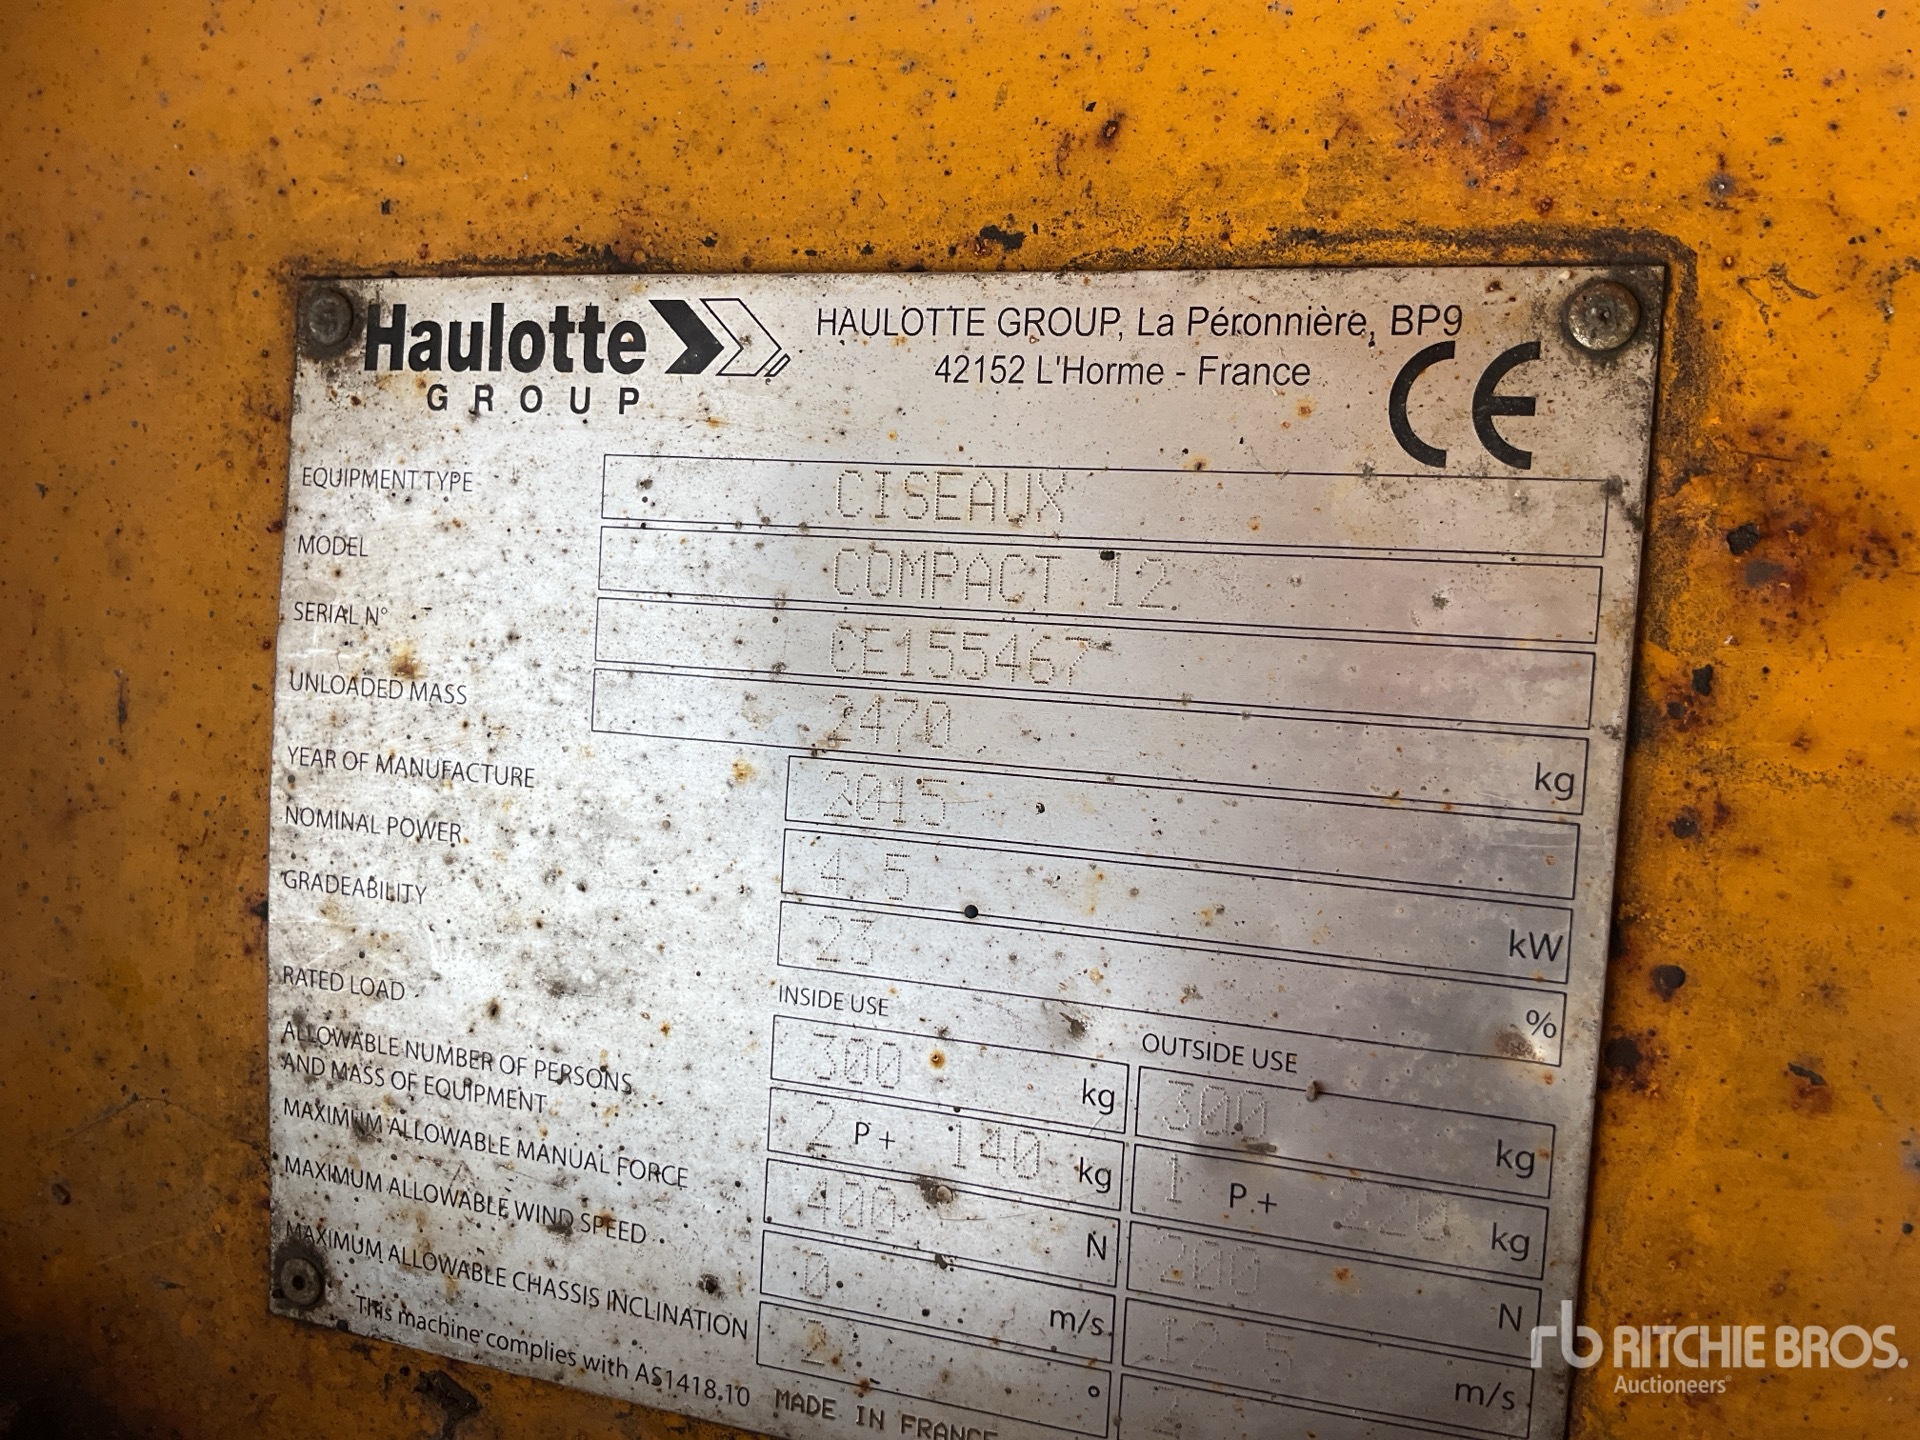 Haulotte
GROUP
HAULOTTE GROUP, La Péronnière, BP9
42152 L'Horme - France
CE
EQUIPMENT TYPE CISEAUX
MODEL COMPACT 12
SERIAL N° CE155467
UNLOADED MASS 2470 kg
YEAR OF MANUFACTURE 2015
NOMINAL POWER 4.5 kW
GRADEABILITY 23 %
INSIDE USE OUTSIDE USE
RATED LOAD 300 kg 300 kg
ALLOWABLE NUMBER OF PERSONS
AND MASS OF EQUIPMENT 2 P + 140 kg 1 P + 220 kg
MAXIMUM ALLOWABLE MANUAL FORCE 400 N 200 N
MAXIMUM ALLOWABLE WIND SPEED 0 m/s 12.5 m/s
MAXIMUM ALLOWABLE CHASSIS INCLINATION 2 °
This machine complies with AS1418.10 MADE IN FRANCE
rb RITCHIE BROS.
Auctioneers